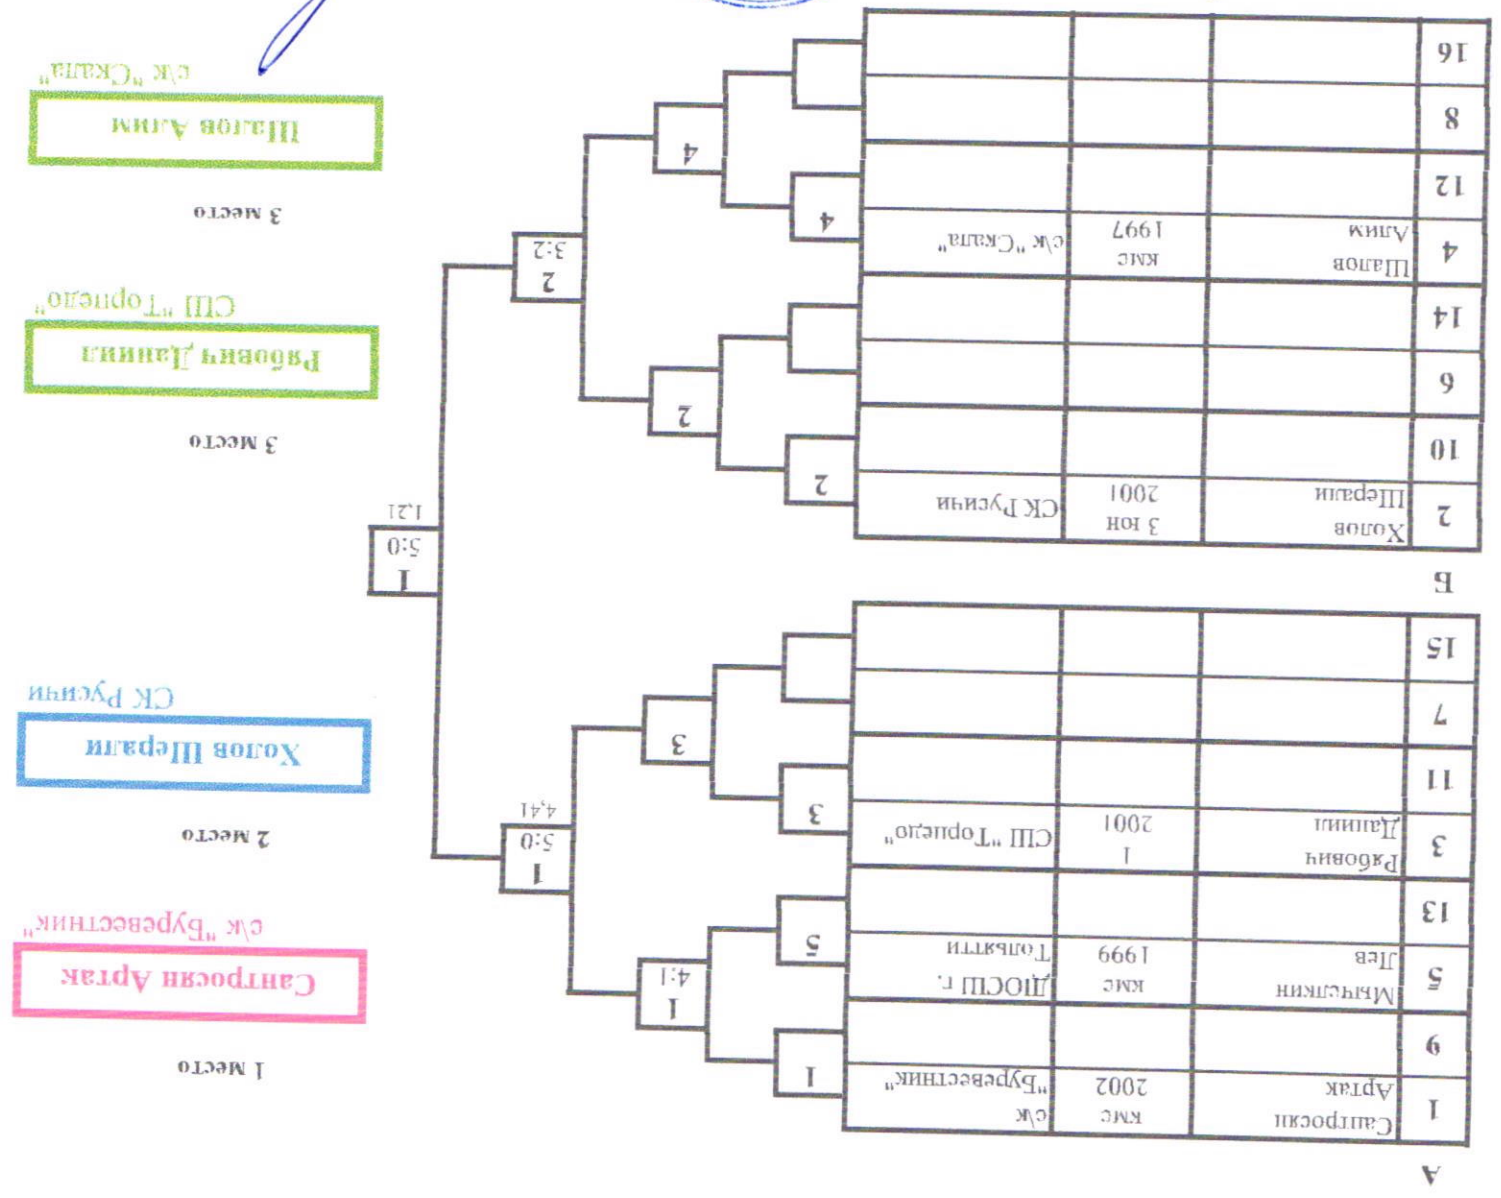 А
1 Сантросян Артак кмс 2002 с\к "Буревестник" 1
9
1 4:1
5 Мычелкин Лев кмс 1999 ДЮСШ г. Тольятти 5
13
1 5:0 4,41
3 Рябович Даниил 1 2001 СШ "Торпедо" 3
11
3
7
15
1 5:0 1,21
Б
2 Холов Шерали 3 юн 2001 СК Русичи 2
10
2
6
14
2 3:2
4 Шалов Алим кмс 1997 с\к "Скала" 4
12
4
8
16
1 место
Сантросян Артак
с\к "Буревестник"
2 место
Холов Шерали
СК Русичи
3 место
Рябович Даниил
СШ "Торпедо"
3 место
Шалов Алим
с\к "Скала"